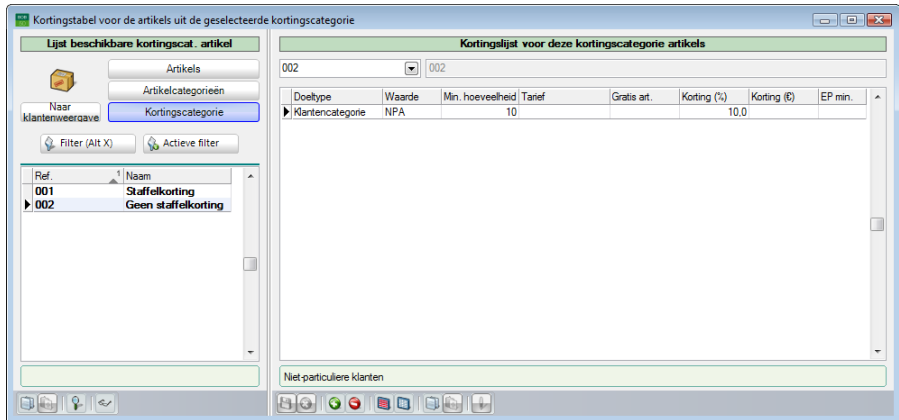 Kortingstabel voor de artikels uit de geselecteerde kortingscategorie
Lijst beschikbare kortingscat. artikel
Artikels
Artikelcategorieën
Naar klantenweergave
Kortingscategorie
Filter (Alt X)
Actieve filter
Ref. 1 Naam
001 Staffelkorting
002 Geen staffelkorting
Kortingslijst voor deze kortingscategorie artikels
002 002
Doeltype Waarde Min. hoeveelheid Tarief Gratis art. Korting (%) Korting (€) EP min.
Klantencategorie NPA 10 10,0
Niet-particuliere klanten